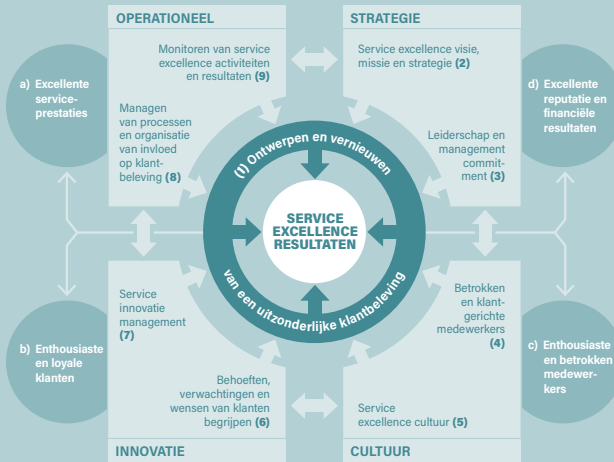 OPERATIONEEL
STRATEGIE
Monitoren van service
excellence activiteiten
en resultaten (9)
Service excellence visie,
missie en strategie (2)
a) Excellente
service-
prestaties
Managen
van processen
en organisatie
van invloed
op klant-
beleving (8)
Leiderschap en
management
commit-
ment (3)
d) Excellente
reputatie en
financiële
resultaten
(1) Ontwerpen en vernieuwen
SERVICE
EXCELLENCE
RESULTATEN
van een uitzonderlijke klantbeleving
Service
innovatie
management
(7)
Betrokken
en klant-
gerichte
medewerkers
(4)
b) Enthousiaste
en loyale
klanten
c) Enthousiaste
en betrokken
medewer-
kers
Behoeften,
verwachtingen en
wensen van klanten
begrijpen (6)
Service
excellence cultuur (5)
INNOVATIE
CULTUUR